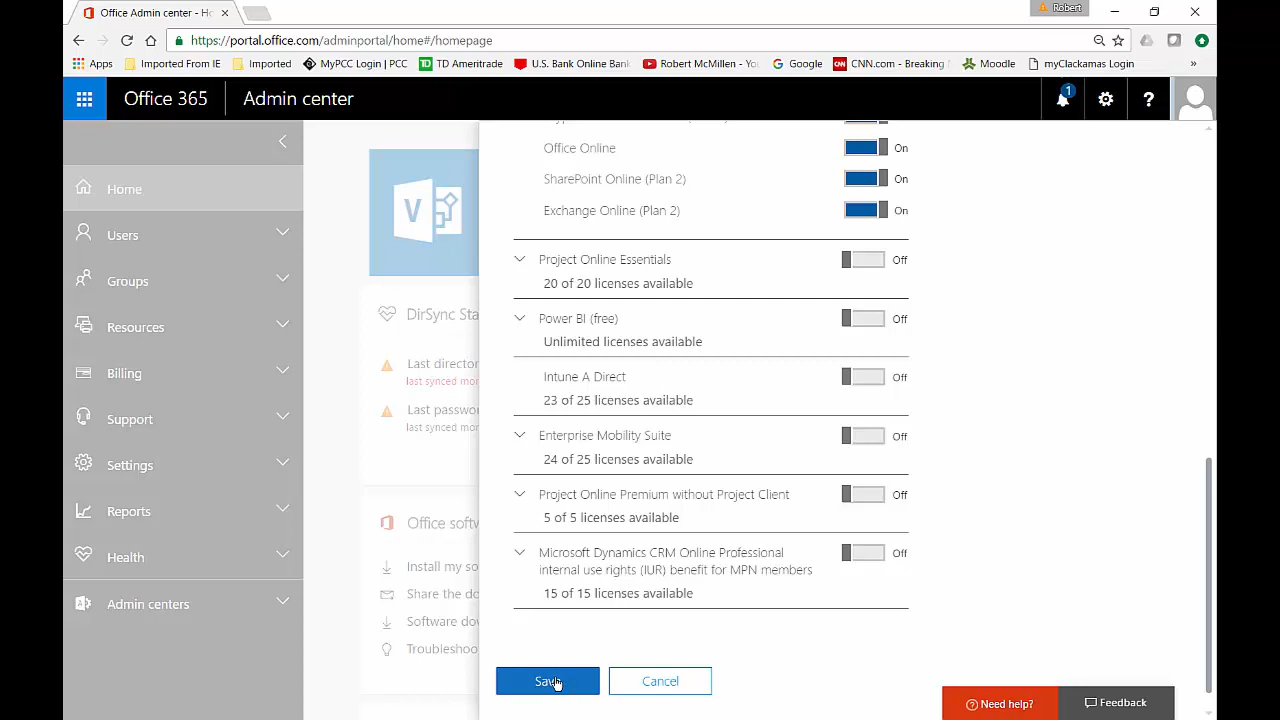 Office Admin center - Ho
Robert
https://portal.office.com/adminportal/home#/homepage
Apps
Imported From IE
Imported
MyPCC Login | PCC
TD Ameritrade
U.S. Bank Online Bank
Robert McMillen - Yo
Google
CNN.com - Breaking
Moodle
myClackamas Login
»
Office 365
Admin center
1
?
Home
Users
Groups
Resources
Billing
Support
Settings
Reports
Health
Admin centers
V
DirSync Sta
Last director
last synced mor
Last passwo
last synced mor
Office softw
Install my so
Share the do
Software dov
Troubleshoo
Office Online On
SharePoint Online (Plan 2) On
Exchange Online (Plan 2) On
Project Online Essentials Off
20 of 20 licenses available
Power BI (free) Off
Unlimited licenses available
Intune A Direct Off
23 of 25 licenses available
Enterprise Mobility Suite Off
24 of 25 licenses available
Project Online Premium without Project Client Off
5 of 5 licenses available
Microsoft Dynamics CRM Online Professional Off
internal use rights (IUR) benefit for MPN members
15 of 15 licenses available
Save
Cancel
Need help?
Feedback